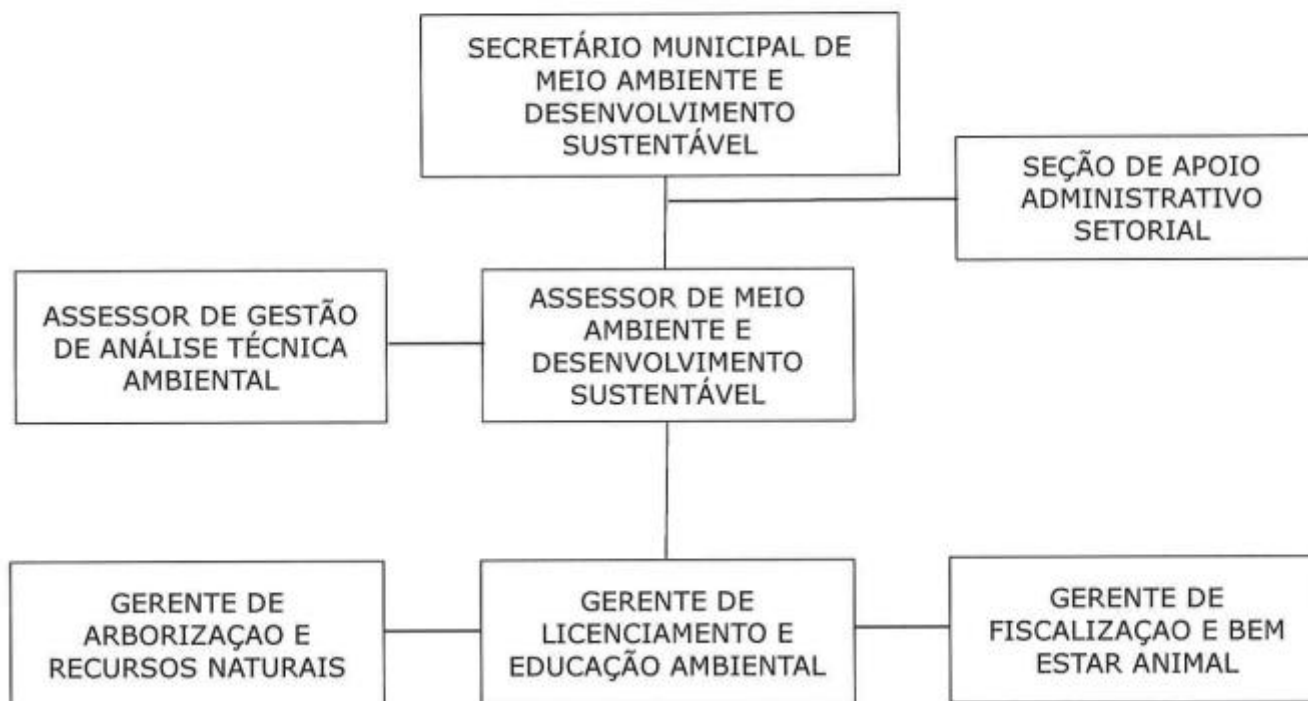 SECRETÁRIO MUNICIPAL DE
MEIO AMBIENTE E
DESENVOLVIMENTO
SUSTENTÁVEL
SEÇÃO DE APOIO
ADMINISTRATIVO
SETORIAL
ASSESSOR DE GESTÃO
DE ANÁLISE TÉCNICA
AMBIENTAL
ASSESSOR DE MEIO
AMBIENTE E
DESENVOLVIMENTO
SUSTENTÁVEL
GERENTE DE
ARBORIZAÇAO E
RECURSOS NATURAIS
GERENTE DE
LICENCIAMENTO E
EDUCAÇÃO AMBIENTAL
GERENTE DE
FISCALIZAÇAO E BEM
ESTAR ANIMAL